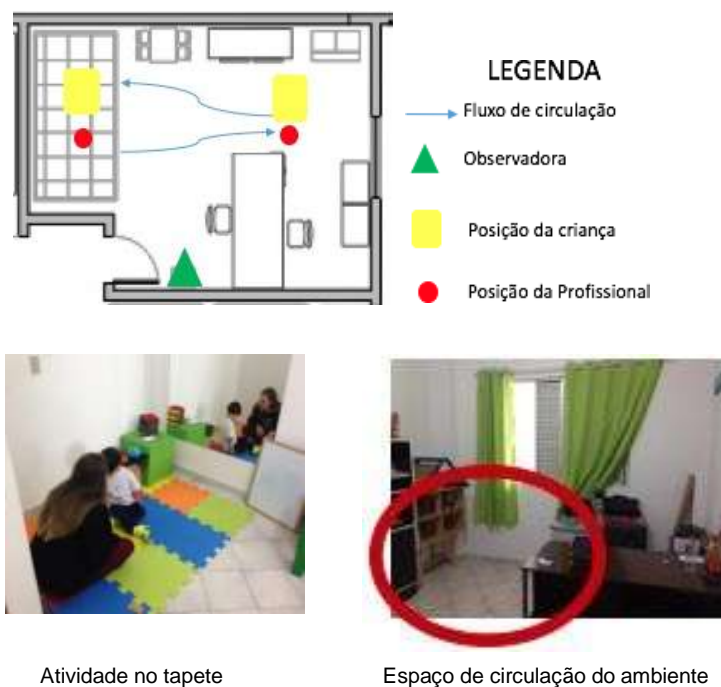 LEGENDA
Fluxo de circulação
Observadora
Posição da criança
Posição da Profissional
Atividade no tapete
Espaço de circulação do ambiente